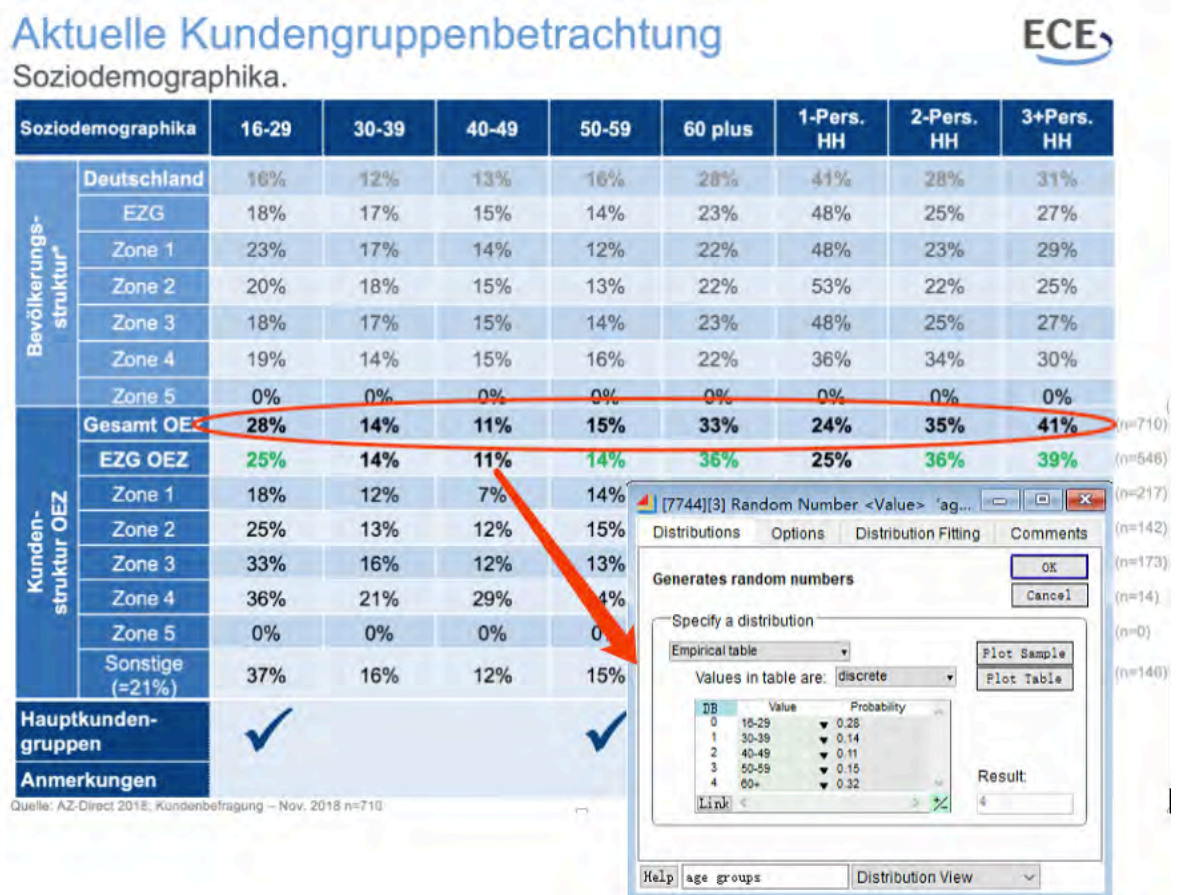 Aktuelle Kundengruppenbetrachtung
ECE
Soziodemographika.
Soziodemographika 16-29 30-39 40-49 50-59 60 plus 1-Pers. HH 2-Pers. HH 3+Pers. HH
Bevölkerungs-struktur*
Deutschland 16% 12% 13% 16% 28% 41% 28% 31%
EZG 18% 17% 15% 14% 23% 48% 25% 27%
Zone 1 23% 17% 14% 12% 22% 48% 23% 29%
Zone 2 20% 18% 15% 13% 22% 53% 22% 25%
Zone 3 18% 17% 15% 14% 23% 48% 25% 27%
Zone 4 19% 14% 15% 16% 22% 36% 34% 30%
Zone 5 0% 0% 0% 0% 0% 0% 0% 0%
Kunden-struktur OEZ
Gesamt OEZ 28% 14% 11% 15% 33% 24% 35% 41% (n=710)
EZG OEZ 25% 14% 11% 14% 36% 25% 36% 39% (n=546)
Zone 1 18% 12% 7% 14% (n=217)
Zone 2 25% 13% 12% 15% (n=142)
Zone 3 33% 16% 12% 13% (n=173)
Zone 4 36% 21% 29% (n=14)
Zone 5 0% 0% 0% (n=0)
Sonstige (=21%) 37% 16% 12% 15%
Hauptkunden-
gruppen
Anmerkungen
Quelle: AZ-Direct 2018; Kundenbefragung – Nov. 2018 n=710
[7744][3] Random Number <Value> 'ag...
Distributions Options Distribution Fitting Comments
OK
Generates random numbers
Cancel
Specify a distribution
Empirical table
Plot Sample
Values in table are: discrete
Plot Table
DB Value Probability
0 16-29 0.28
1 30-39 0.14
2 40-49 0.11
3 50-59 0.15
4 60+ 0.32
Result:
Link
4
Help age groups Distribution View